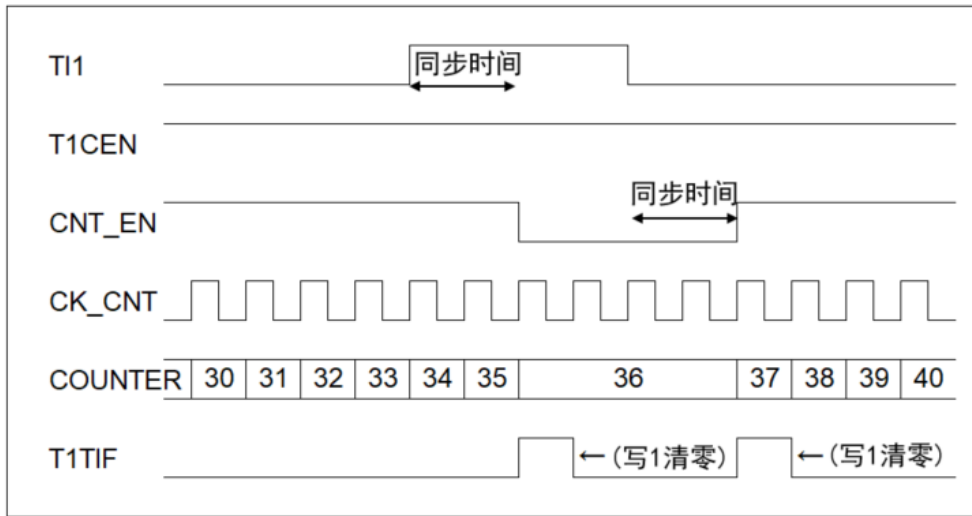 TI1
同步时间
T1CEN
CNT_EN
同步时间
CK_CNT
COUNTER 30 31 32 33 34 35 36 37 38 39 40
T1TIF ←(写1清零) ←(写1清零)